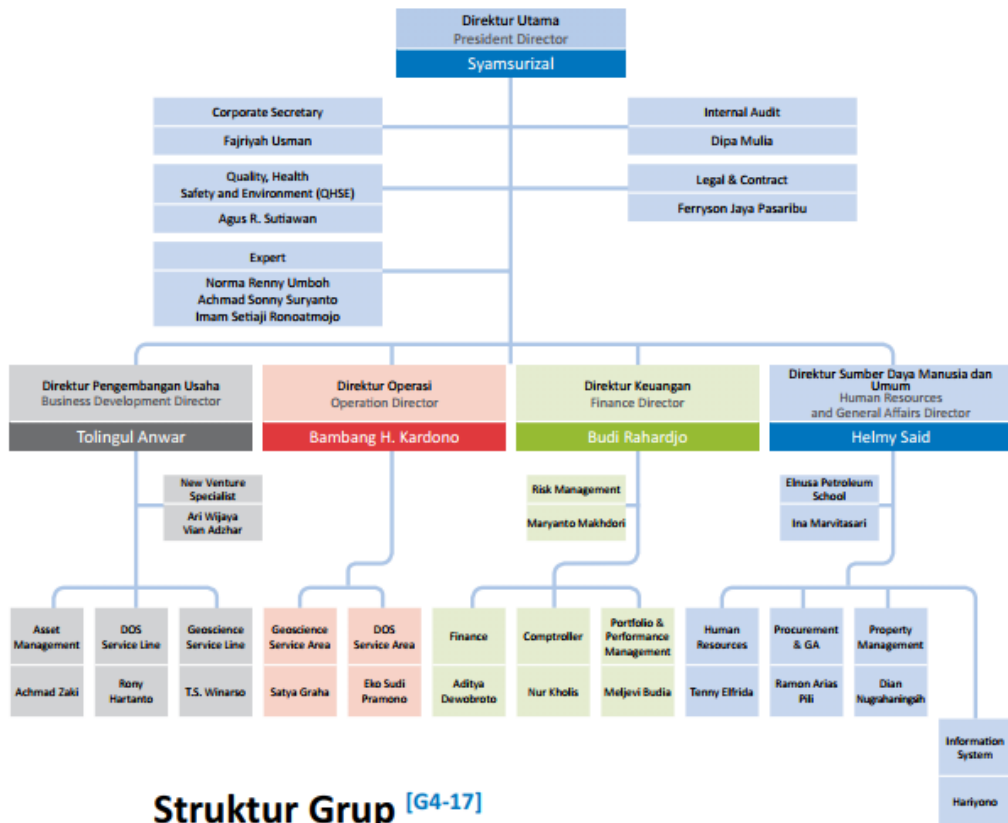 Direktur Utama
President Director
Syamsurizal
Corporate Secretary
Fajriyah Usman
Internal Audit
Dipa Mulia
Quality, Health
Safety and Environment (QHSE)
Agus R. Sutiawan
Legal & Contract
Ferryson Jaya Pasaribu
Expert
Norma Renny Umboh
Achmad Sonny Suryanto
Imam Setiaji Ronoatmojo
Direktur Pengembangan Usaha
Business Development Director
Tolingul Anwar
Direktur Operasi
Operation Director
Bambang H. Kardono
Direktur Keuangan
Finance Director
Budi Rahardjo
Direktur Sumber Daya Manusia dan
Umum
Human Resources
and General Affairs Director
Helmy Said
New Venture
Specialist
Ari Wijaya
Vian Adzhar
Risk Management
Maryanto Makhdori
Elnusa Petroleum
School
Ina Marvitasari
Asset
Management
Achmad Zaki
DOS
Service Line
Rony
Hartanto
Geoscience
Service Line
T.S. Winarso
Geoscience
Service Area
Satya Graha
DOS
Service Area
Eko Sudi
Pramono
Finance
Aditya
Dewobroto
Comptroller
Nur Kholis
Portfolio &
Performance
Management
Meljevi Budia
Human
Resources
Tenny Elfrida
Procurement
& GA
Ramon Arias
Pili
Property
Management
Dian
Nugrahaningsih
Information
System
Hariyono
Struktur Grup [G4-17]